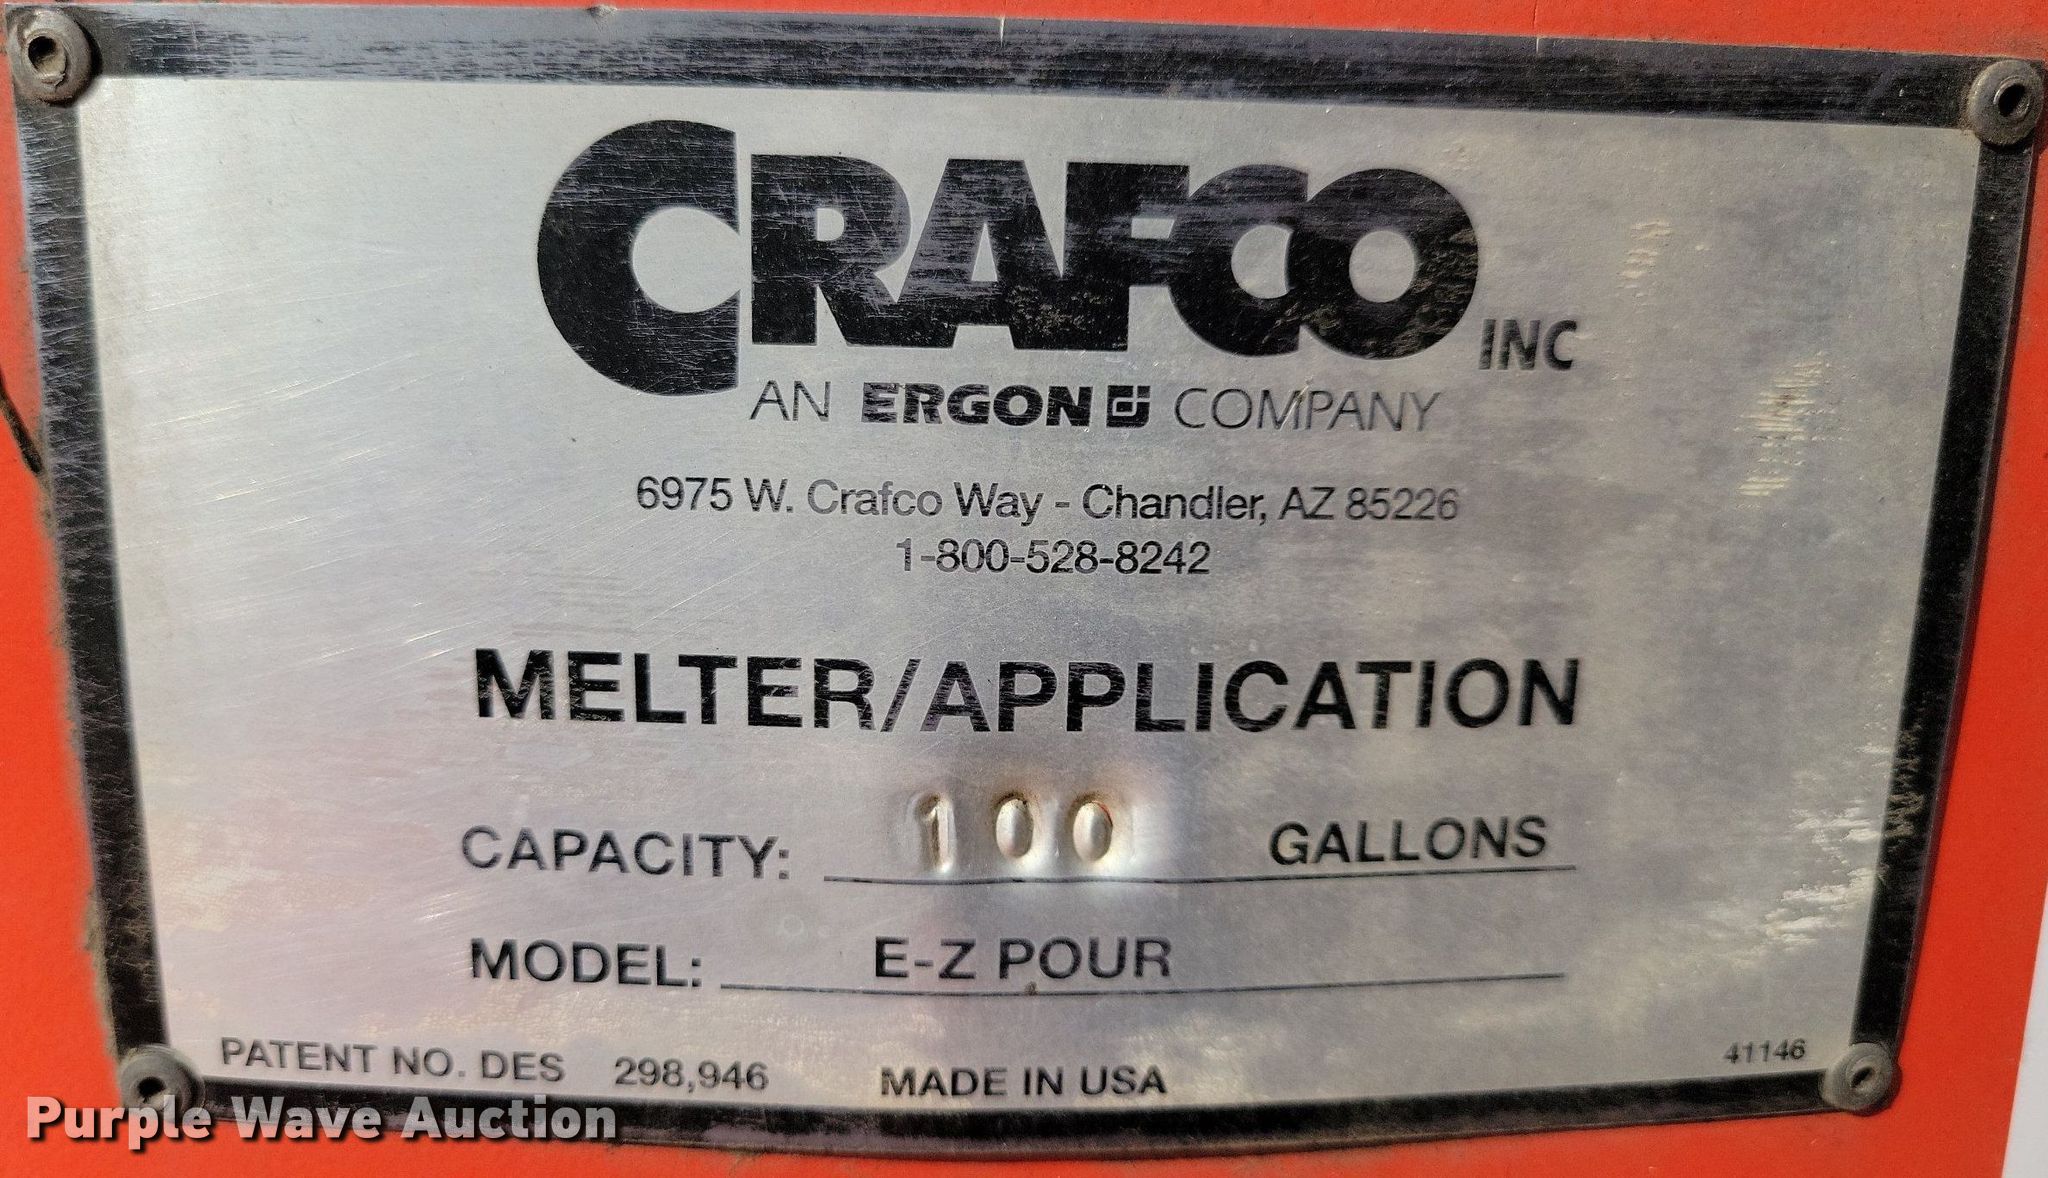 CRAFCO INC
AN ERGON COMPANY
6975 W. Crafco Way - Chandler, AZ 85226
1-800-528-8242
MELTER/APPLICATION
CAPACITY: 100 GALLONS
MODEL: E-Z POUR
PATENT NO. DES 298,946 MADE IN USA 41146
Purple Wave Auction